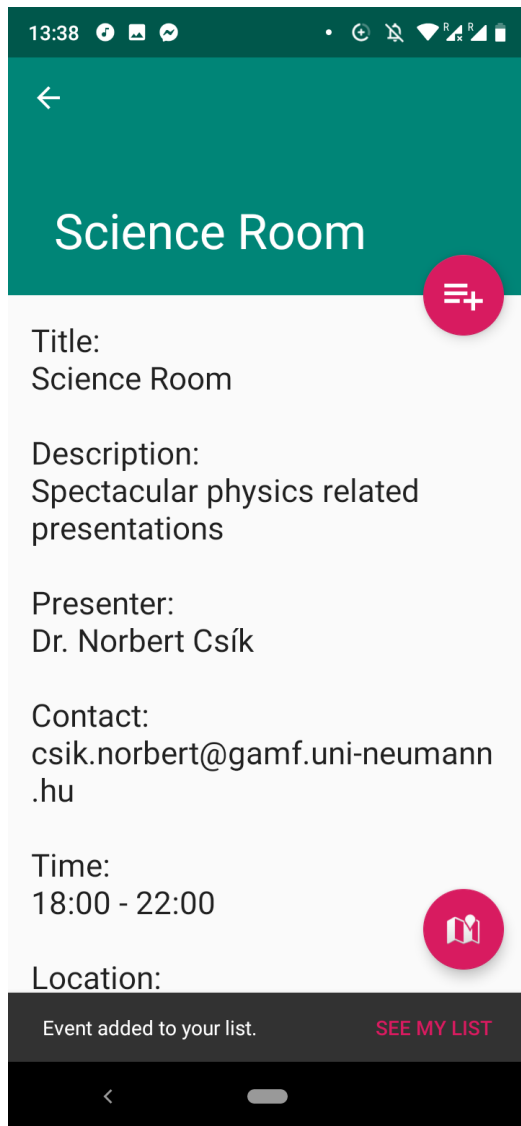 13:38
R R
Science Room
Title:
Science Room
Description:
Spectacular physics related
presentations
Presenter:
Dr. Norbert Csík
Contact:
csik.norbert@gamf.uni-neumann
.hu
Time:
18:00 - 22:00
Location:
Event added to your list. SEE MY LIST